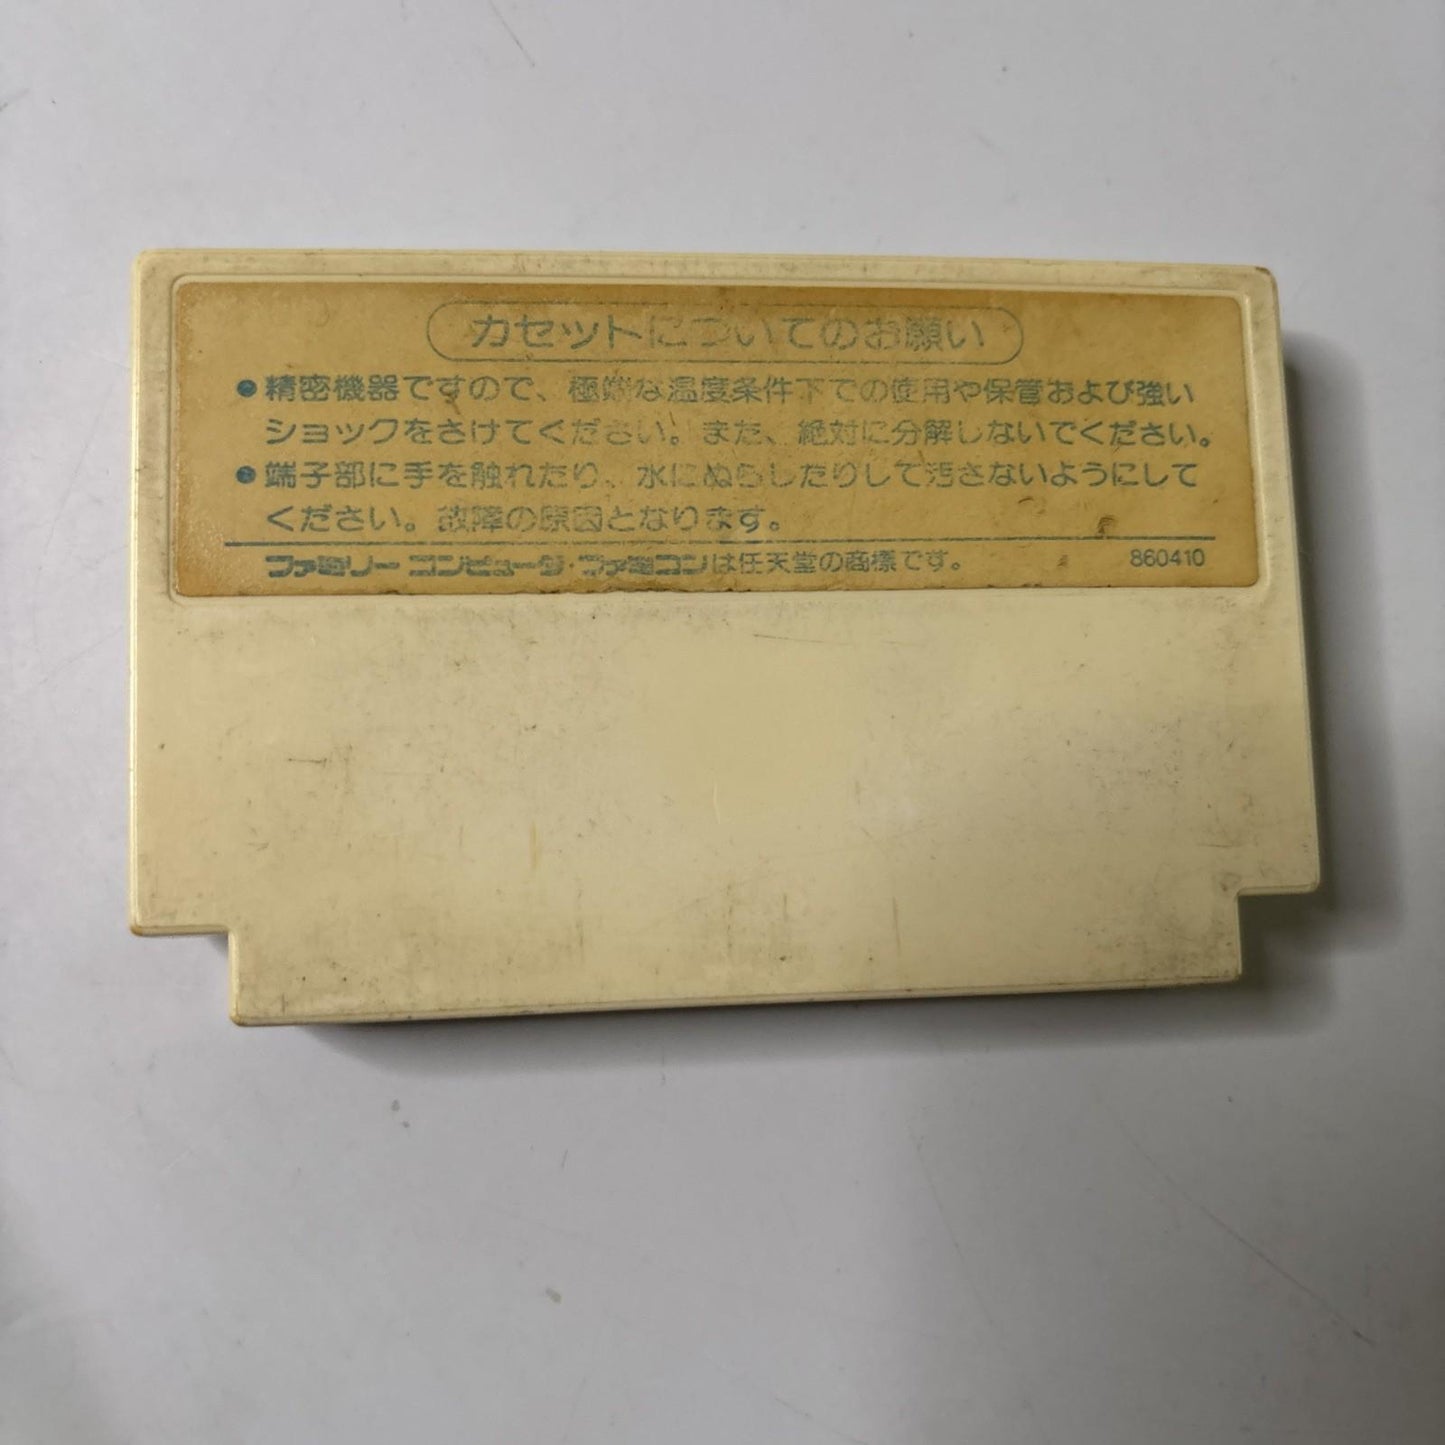 カセットについてのお願い
●精密機器ですので、極端な温度条件下での使用や保管および強い
ショックをさけてください。また、絶対に分解しないでください。
●端子部に手を触れたり、水にぬらしたりして汚さないようにして
ください。故障の原因となります。
ファミリーコンピュータ・ファミコンは任天堂の商標です。 860410